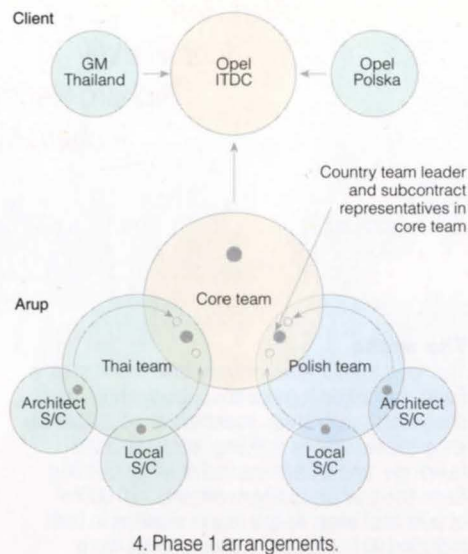 Client
GM
Thailand
Opel
ITDC
Opel
Polska
Country team leader
and subcontract
representatives in
core team
Core team
Arup
Thai team
Polish team
Architect
S/C
Local
S/C
Local
S/C
Architect
S/C
4. Phase 1 arrangements.